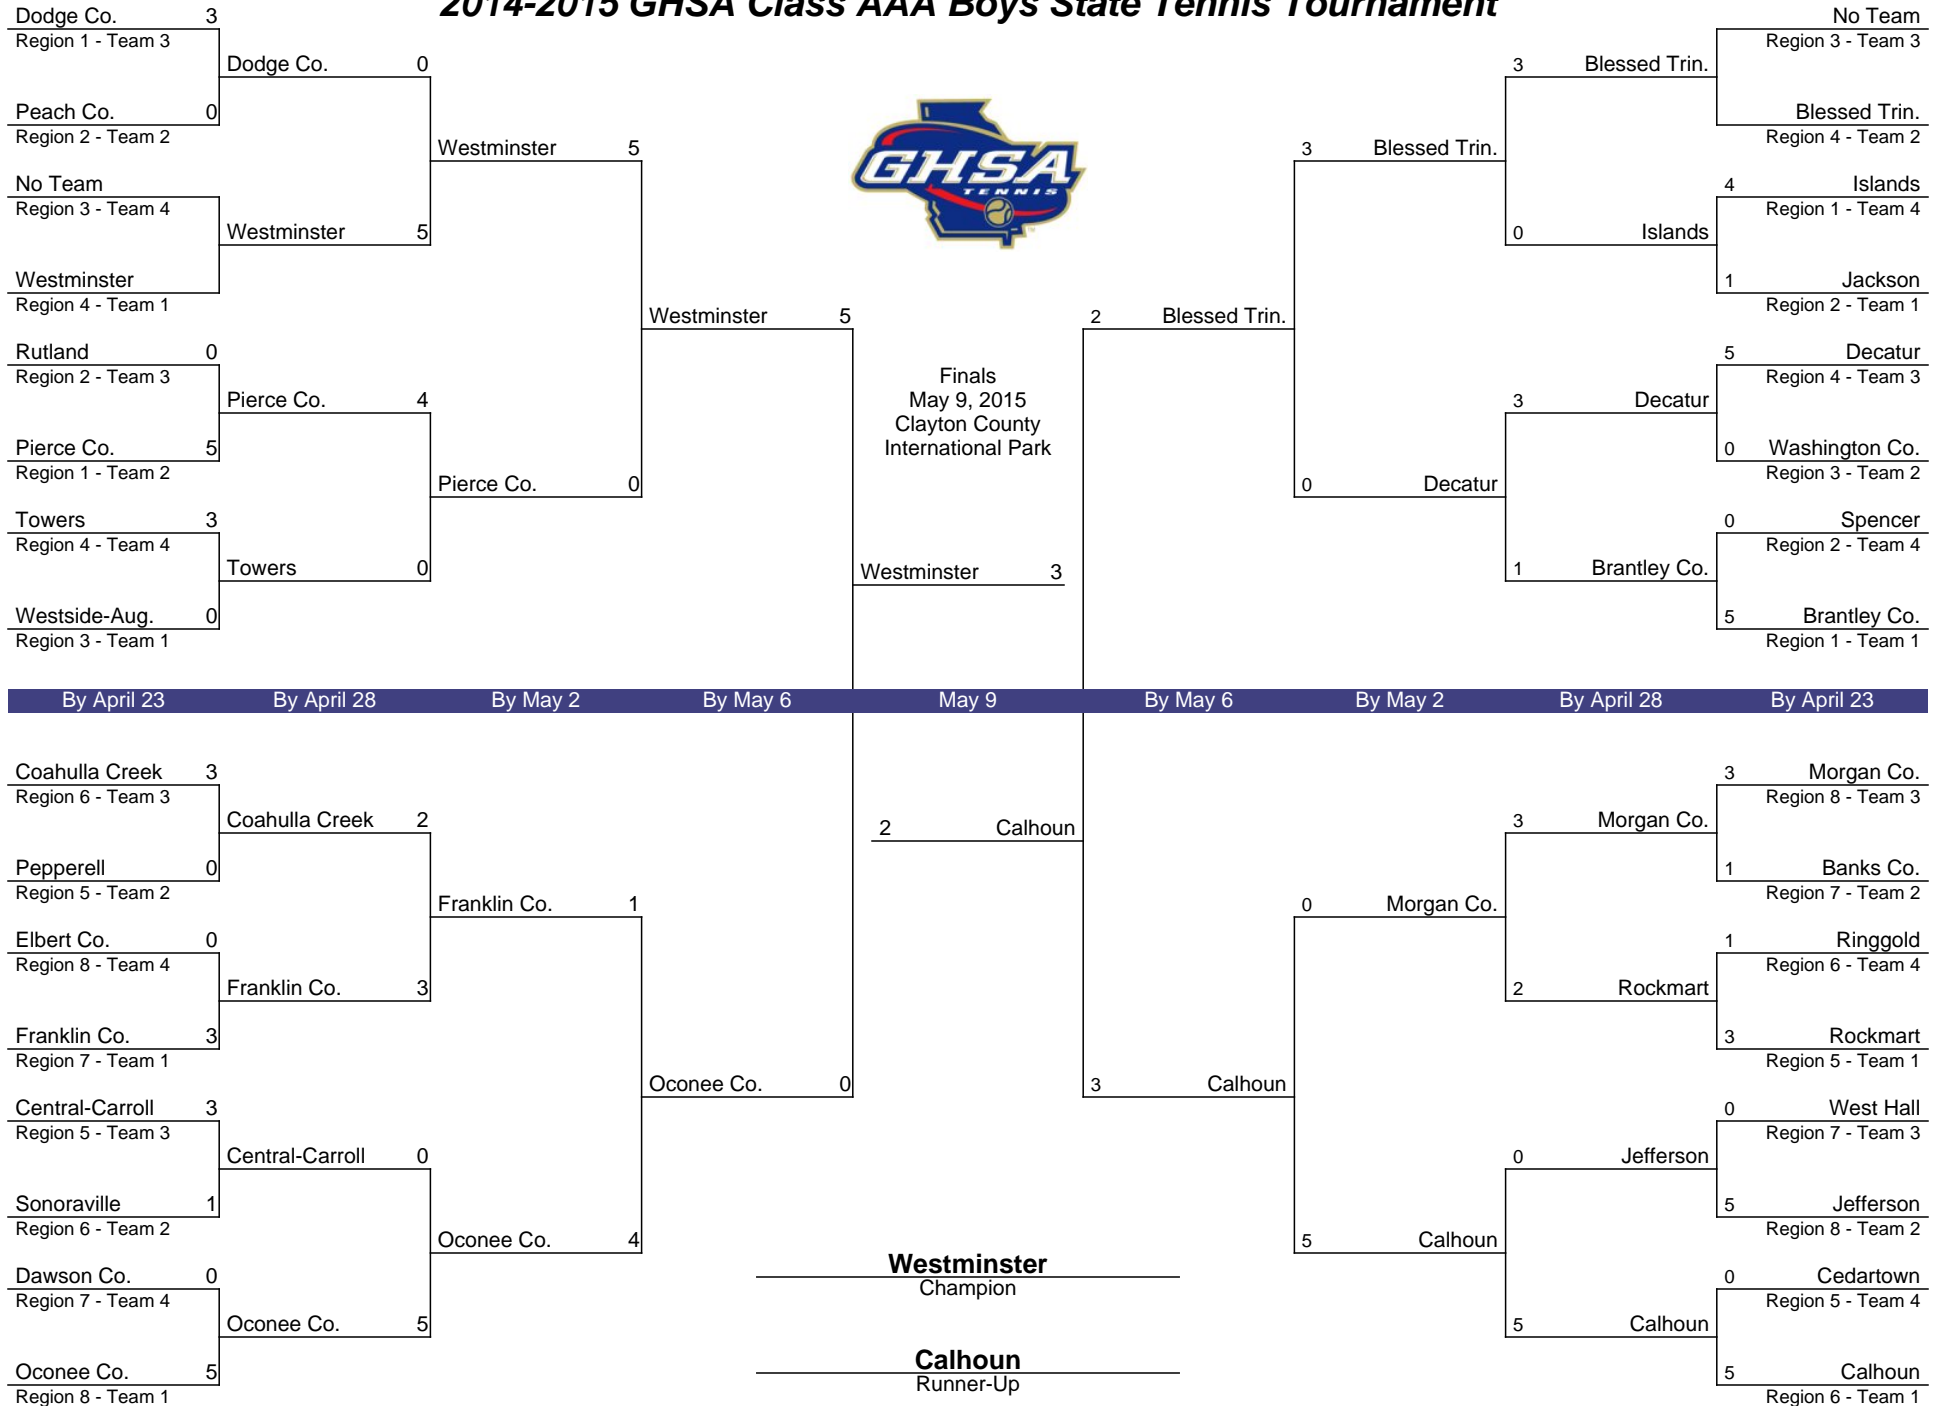 2014-2015 GHSA Class AAA Boys State Tennis Tournament
Dodge Co. 3
Region 1 - Team 3
Peach Co. 0
Region 2 - Team 2
No Team
Region 3 - Team 4
Westminster
Region 4 - Team 1
Rutland 0
Region 2 - Team 3
Pierce Co. 5
Region 1 - Team 2
Towers 3
Region 4 - Team 4
Westside-Aug. 0
Region 3 - Team 1
Dodge Co. 0
Westminster 5
Pierce Co. 4
Towers 0
Westminster 5
Pierce Co. 0
Westminster 5
GHSA
TENNIS
Finals
May 9, 2015
Clayton County
International Park
Westminster 3
2 Blessed Trin.
3 Blessed Trin.
0 Decatur
3 Blessed Trin.
0 Islands
3 Decatur
1 Brantley Co.
No Team
Region 3 - Team 3
Blessed Trin.
Region 4 - Team 2
4 Islands
Region 1 - Team 4
1 Jackson
Region 2 - Team 1
5 Decatur
Region 4 - Team 3
0 Washington Co.
Region 3 - Team 2
0 Spencer
Region 2 - Team 4
5 Brantley Co.
Region 1 - Team 1
By April 23 By April 28 By May 2 By May 6 May 9 By May 6 By May 2 By April 28 By April 23
Coahulla Creek 3
Region 6 - Team 3
Pepperell 0
Region 5 - Team 2
Elbert Co. 0
Region 8 - Team 4
Franklin Co. 3
Region 7 - Team 1
Central-Carroll 3
Region 5 - Team 3
Sonoraville 1
Region 6 - Team 2
Dawson Co. 0
Region 7 - Team 4
Oconee Co. 5
Region 8 - Team 1
Coahulla Creek 2
Franklin Co. 3
Central-Carroll 0
Oconee Co. 5
Franklin Co. 1
Oconee Co. 4
Oconee Co. 0
2 Calhoun
3 Calhoun
0 Morgan Co.
5 Calhoun
3 Morgan Co.
2 Rockmart
0 Jefferson
5 Calhoun
3 Morgan Co.
Region 8 - Team 3
1 Banks Co.
Region 7 - Team 2
1 Ringgold
Region 6 - Team 4
3 Rockmart
Region 5 - Team 1
0 West Hall
Region 7 - Team 3
5 Jefferson
Region 8 - Team 2
0 Cedartown
Region 5 - Team 4
5 Calhoun
Region 6 - Team 1
Westminster
Champion
Calhoun
Runner-Up